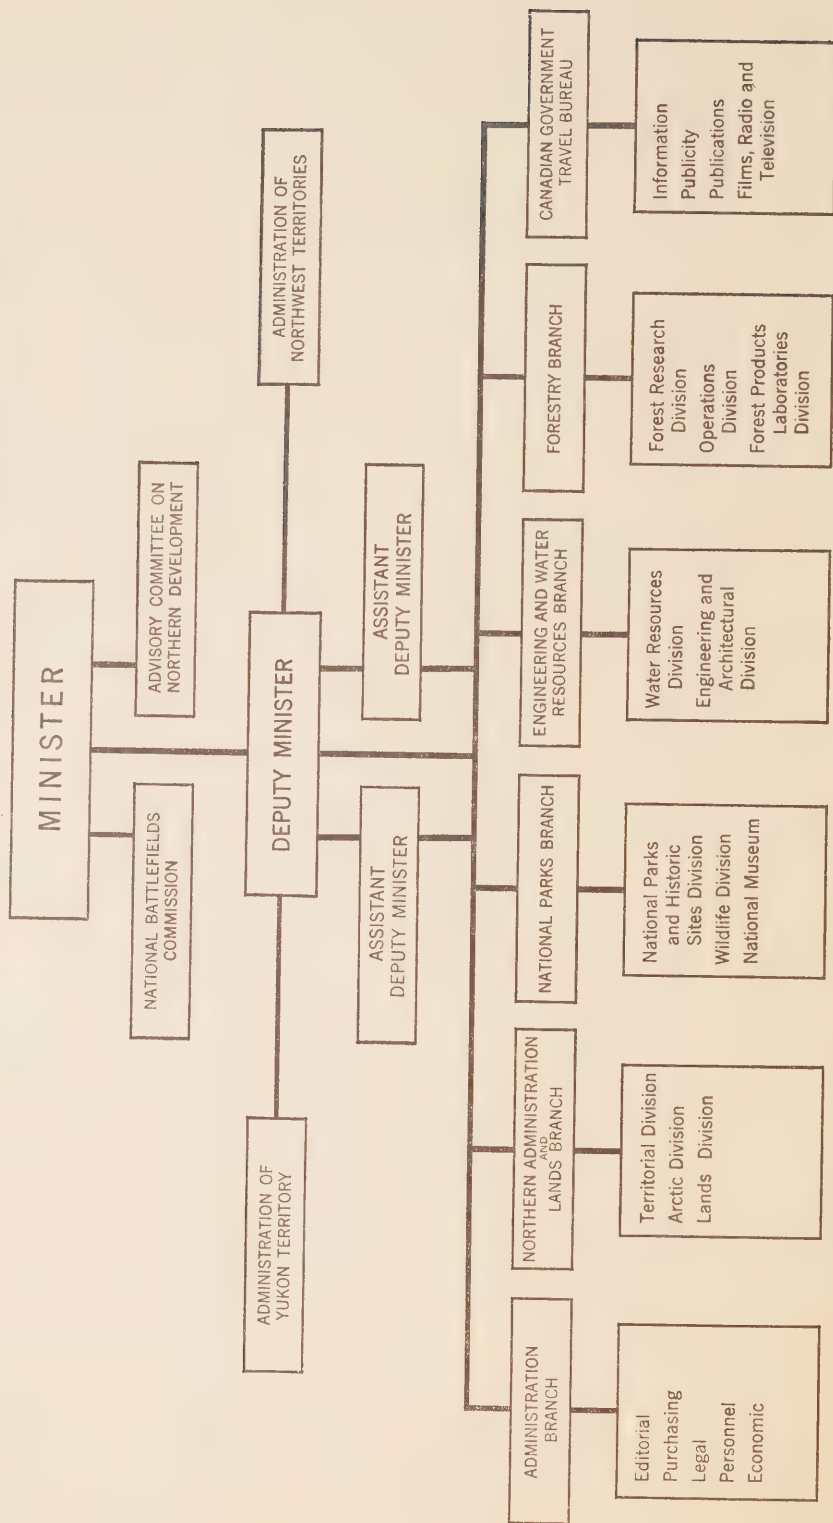 MINISTER
NATIONAL BATTLEFIELDS
COMMISSION
ADVISORY COMMITTEE ON
NORTHERN DEVELOPMENT
ADMINISTRATION OF
YUKON TERRITORY
DEPUTY MINISTER
ADMINISTRATION OF
NORTHWEST TERRITORIES
ASSISTANT
DEPUTY MINISTER
ASSISTANT
DEPUTY MINISTER
ADMINISTRATION
BRANCH
Editorial
Purchasing
Legal
Personnel
Economic
NORTHERN ADMINISTRATION
AND
LANDS BRANCH
Territorial Division
Arctic Division
Lands Division
NATIONAL PARKS BRANCH
National Parks
and Historic
Sites Division
Wildlife Division
National Museum
ENGINEERING AND WATER
RESOURCES BRANCH
Water Resources
Division
Engineering and
Architectural
Division
FORESTRY BRANCH
Forest Research
Division
Operations
Division
Forest Products
Laboratories
Division
CANADIAN GOVERNMENT
TRAVEL BUREAU
Information
Publicity
Publications
Films, Radio and
Television